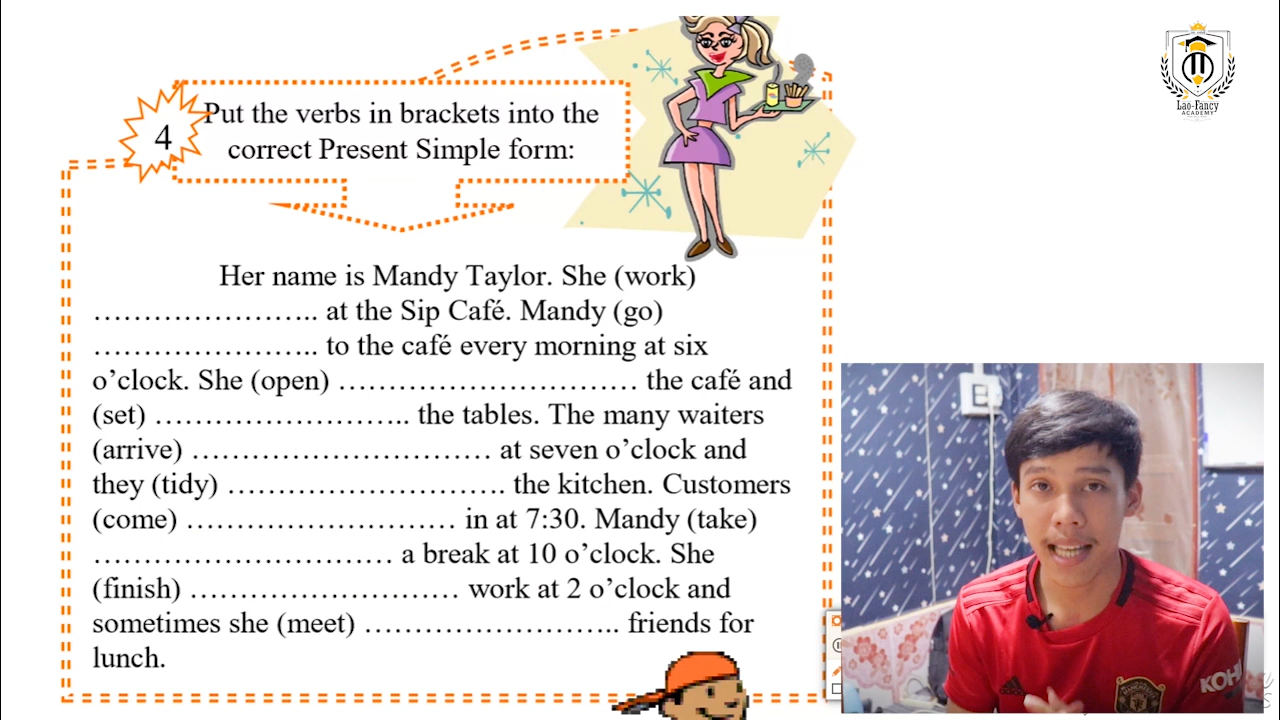 Lao-Fancy
ACADEMY
4
Put the verbs in brackets into the
correct Present Simple form:
Her name is Mandy Taylor. She (work)
………………….. at the Sip Café. Mandy (go)
………………….. to the café every morning at six
o’clock. She (open) ………………………… the café and
(set) …………………….. the tables. The many waiters
(arrive) ………………………… at seven o’clock and
they (tidy) ………………………. the kitchen. Customers
(come) ……………………… in at 7:30. Mandy (take)
………………………… a break at 10 o’clock. She
(finish) ……………………… work at 2 o’clock and
sometimes she (meet) …………………….. friends for
lunch.
KOHL